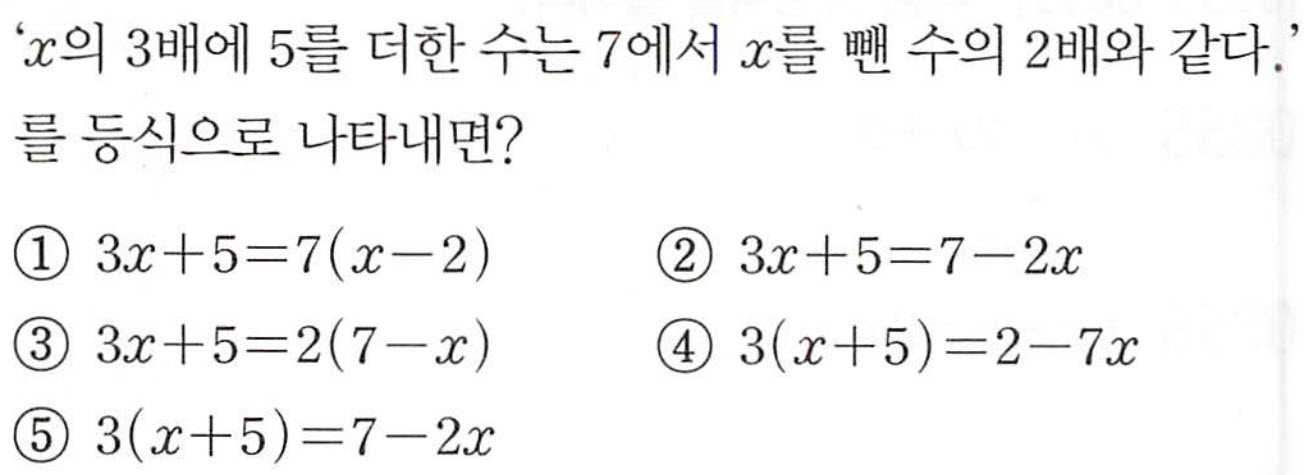 ‘x의 3배에 5를 더한 수는 7에서 x를 뺀 수의 2배와 같다.’
를 등식으로 나타내면?
① 3x+5=7(x-2) ② 3x+5=7-2x
③ 3x+5=2(7-x) ④ 3(x+5)=2-7x
⑤ 3(x+5)=7-2x